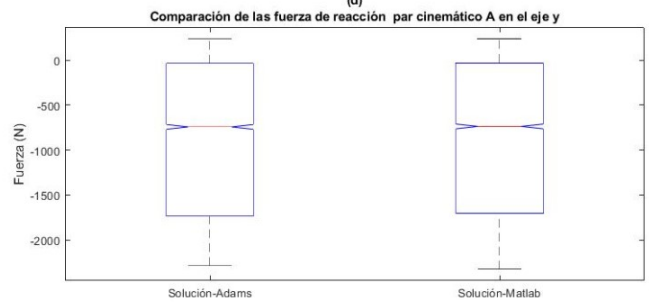 (d)
Comparación de las fuerza de reacción par cinemático A en el eje y
0
-500
-1000
-1500
-2000
Fuerza (N)
Solución-Adams
Solución-Matlab